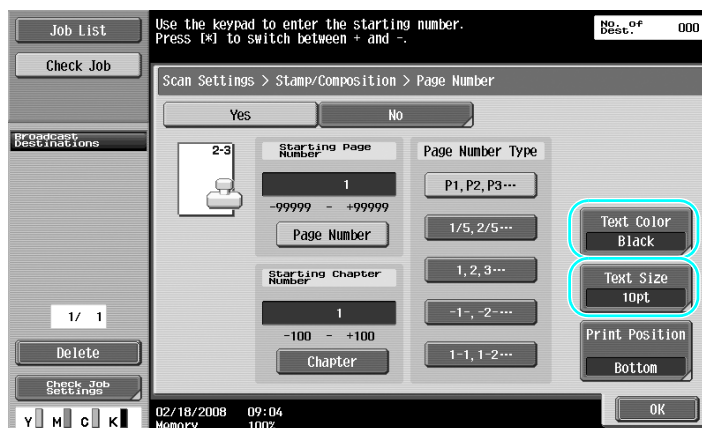 Job List
Check Job
Use the keypad to enter the starting number.
Press [*] to switch between + and -.
No. of
Dest.
000
Scan Settings > Stamp/Composition > Page Number
Yes
No
Broadcast
Destinations
2-3
Starting Page
Number
1
-99999 - +99999
Page Number
Starting Chapter
Number
1
-100 - +100
Chapter
Page Number Type
P1, P2, P3···
1/5, 2/5···
1, 2, 3···
-1-, -2-···
1-1, 1-2···
Text Color
Black
Text Size
10pt
Print Position
Bottom
1/ 1
Delete
Check Job
Settings
Y M C K
02/18/2008 09:04
Memory 100%
OK